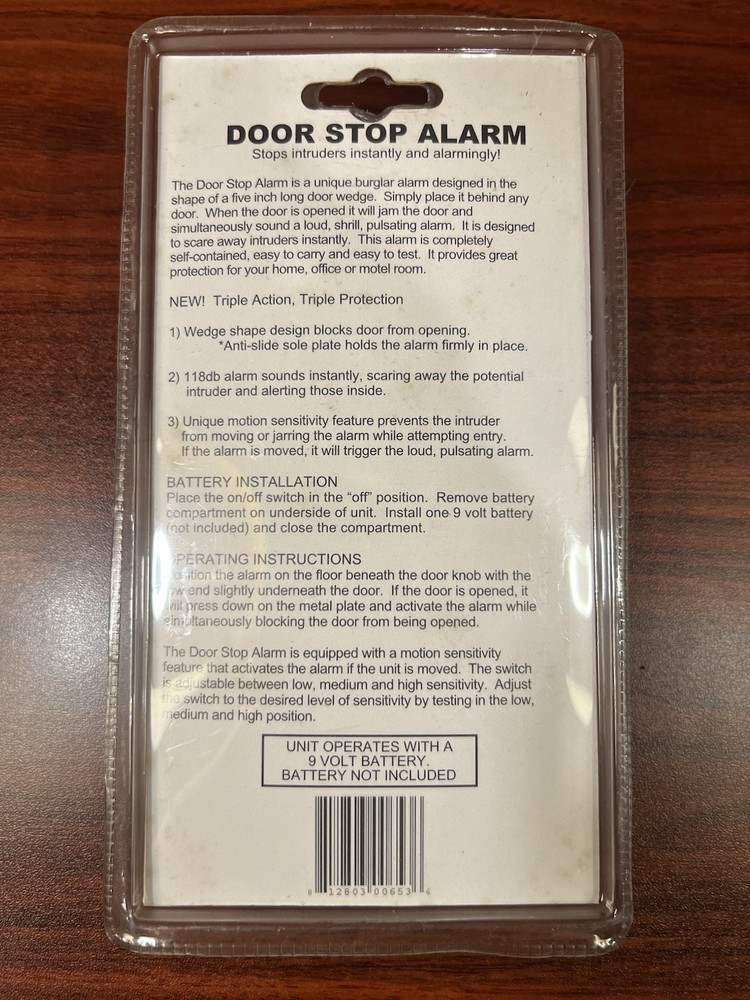 DOOR STOP ALARM
Stops intruders instantly and alarmingly!
The Door Stop Alarm is a unique burglar alarm designed in the
shape of a five inch long door wedge. Simply place it behind any
door. When the door is opened it will jam the door and
simultaneously sound a loud, shrill, pulsating alarm. It is designed
to scare away intruders instantly. This alarm is completely
self-contained, easy to carry and easy to test. It provides great
protection for your home, office or motel room.
NEW! Triple Action, Triple Protection
1) Wedge shape design blocks door from opening.
*Anti-slide sole plate holds the alarm firmly in place.
2) 118db alarm sounds instantly, scaring away the potential
intruder and alerting those inside.
3) Unique motion sensitivity feature prevents the intruder
from moving or jarring the alarm while attempting entry.
If the alarm is moved, it will trigger the loud, pulsating alarm.
BATTERY INSTALLATION
Place the on/off switch in the “off” position. Remove battery
compartment on underside of unit. Install one 9 volt battery
(not included) and close the compartment.
OPERATING INSTRUCTIONS
Position the alarm on the floor beneath the door knob with the
low end slightly underneath the door. If the door is opened, it
will press down on the metal plate and activate the alarm while
simultaneously blocking the door from being opened.
The Door Stop Alarm is equipped with a motion sensitivity
feature that activates the alarm if the unit is moved. The switch
is adjustable between low, medium and high sensitivity. Adjust
the switch to the desired level of sensitivity by testing in the low,
medium and high position.
UNIT OPERATES WITH A
9 VOLT BATTERY.
BATTERY NOT INCLUDED
8 12803 00653 6